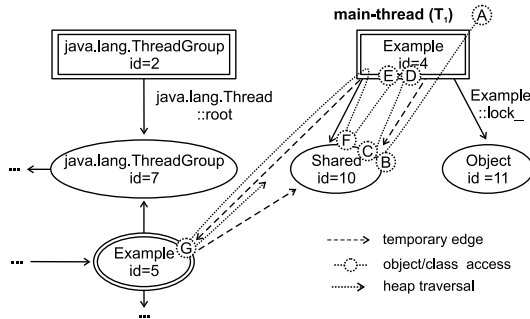 main-thread (T1)
A
java.lang.ThreadGroup
id=2
Example
id=4
E
D
java.lang.Thread
::root
Example
::lock_
F
C
B
java.lang.ThreadGroup
id=7
Shared
id=10
Object
id =11
...
G
Example
id=5
...
...
temporary edge
object/class access
heap traversal